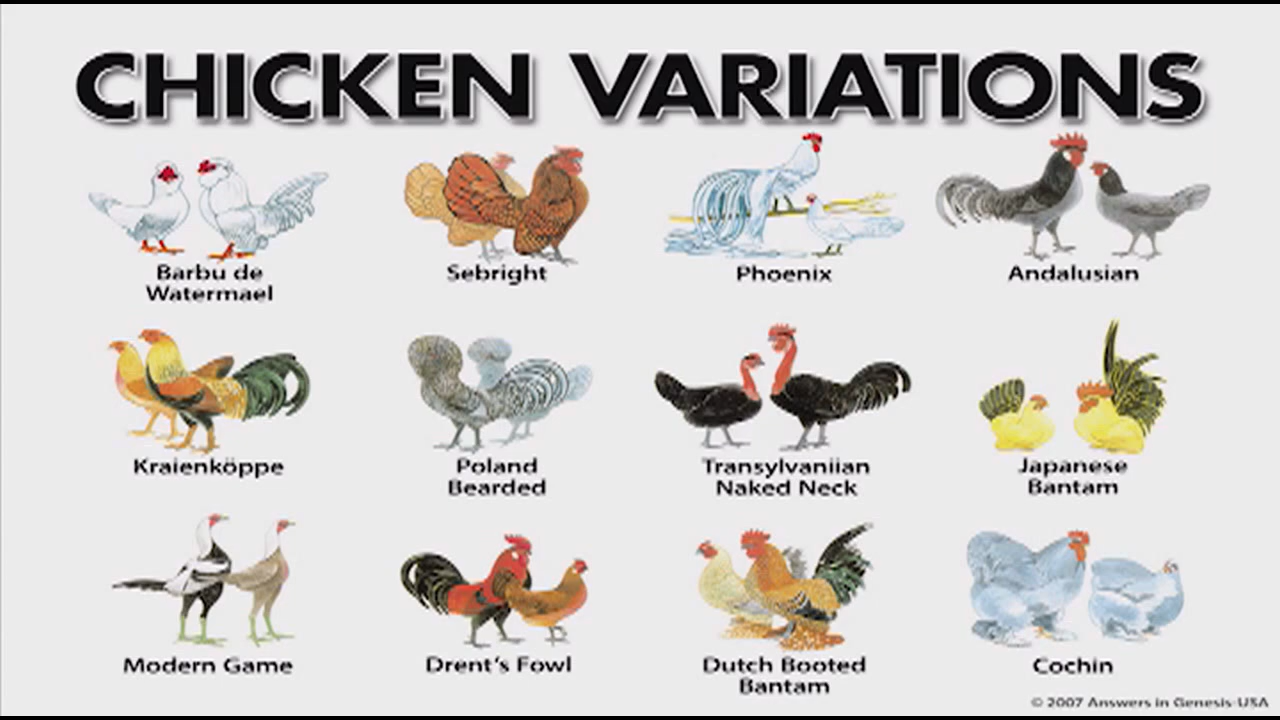 CHICKEN VARIATIONS
Barbu de
Watermael
Sebright
Phoenix
Andalusian
Kraienköppe
Poland
Bearded
Transylvaniian
Naked Neck
Japanese
Bantam
Modern Game
Drent's Fowl
Dutch Booted
Bantam
Cochin
© 2007 Answers in Genesis-USA